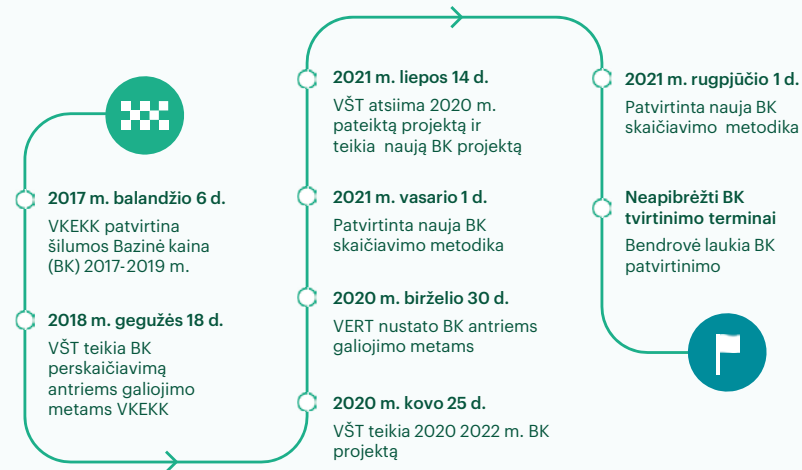 2017 m. balandžio 6 d.
VKEKK patvirtina
šilumos Bazinė kaina
(BK) 2017-2019 m.
2018 m. gegužės 18 d.
VŠT teikia BK
perskaičiavimą
antriems galiojimo
metams VKEKK
2020 m. kovo 25 d.
VŠT teikia 2020 2022 m. BK
projektą
2020 m. birželio 30 d.
VERT nustato BK antriems
galiojimo metams
2021 m. vasario 1 d.
Patvirtinta nauja BK
skaičiavimo metodika
2021 m. liepos 14 d.
VŠT atsiima 2020 m.
pateiktą projektą ir
teikia naują BK projektą
2021 m. rugpjūčio 1 d.
Patvirtinta nauja BK
skaičiavimo metodika
Neapibrėžti BK
tvirtinimo terminai
Bendrovė laukia BK
patvirtinimo